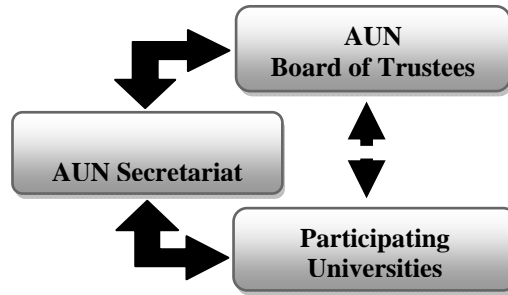 AUN
Board of Trustees
AUN Secretariat
Participating
Universities